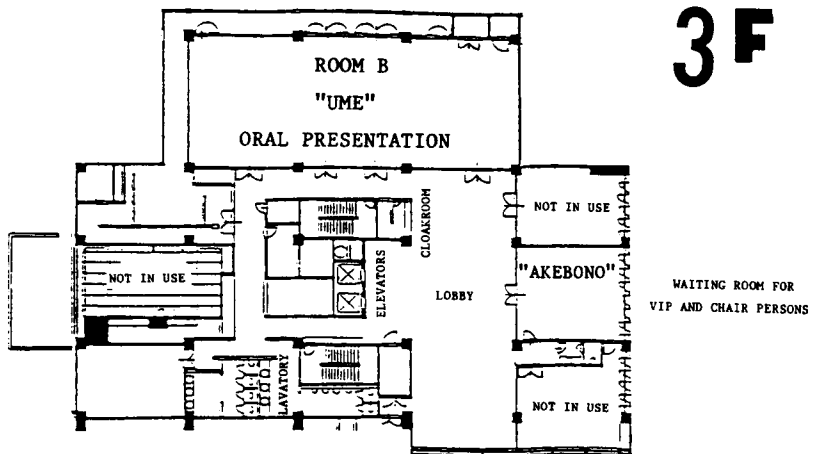 3F
ROOM B
"UME"
ORAL PRESENTATION
CLOAKROOM
NOT IN USE
NOT IN USE
ELEVATORS
LOBBY
"AKEBONO"
WAITING ROOM FOR
VIP AND CHAIR PERSONS
LAVATORY
NOT IN USE